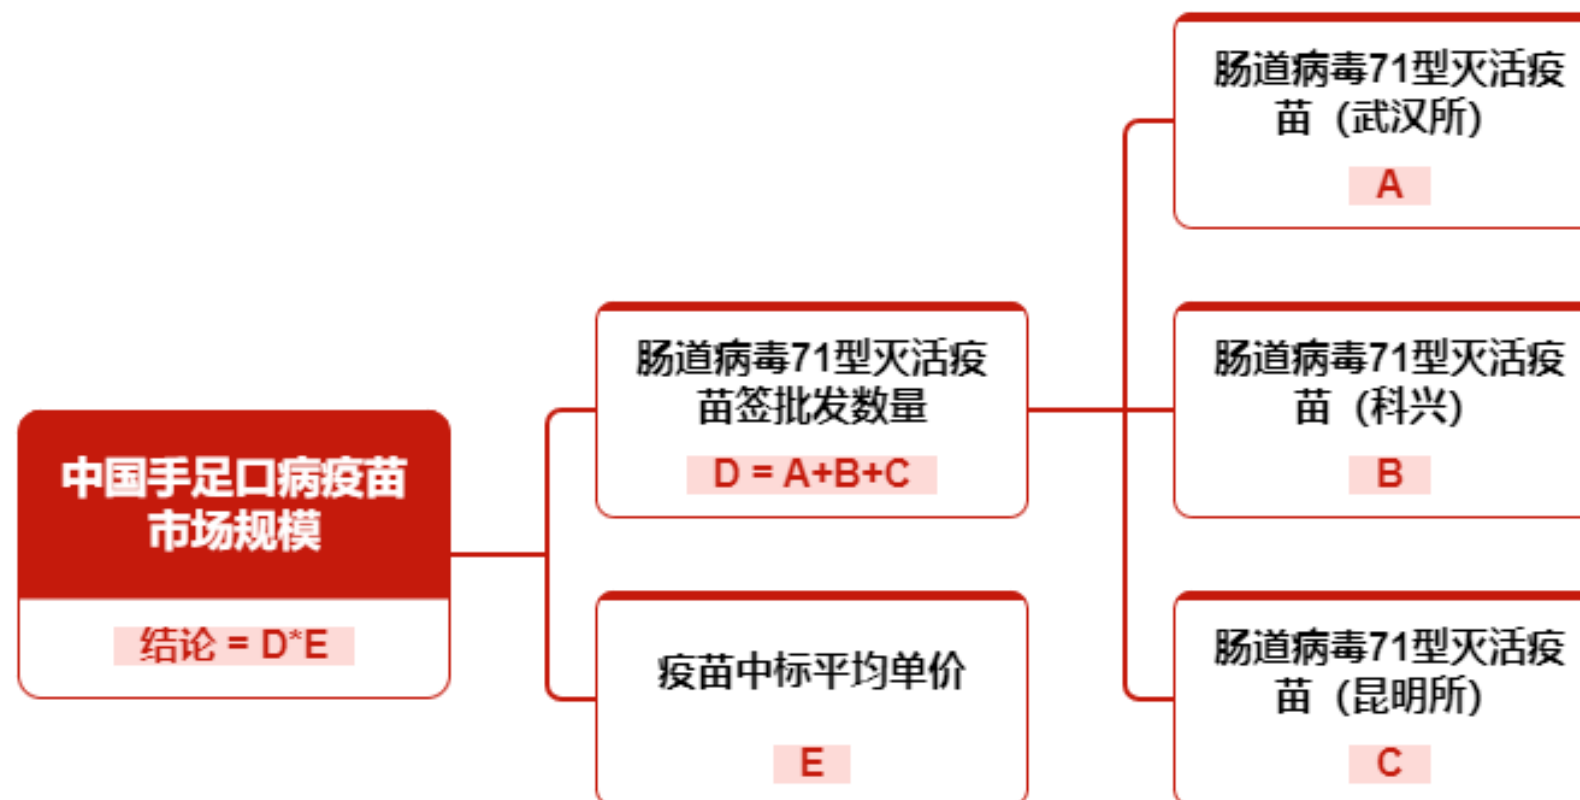 中国手足口病疫苗
市场规模
结论 = D*E
肠道病毒71型灭活疫
苗签批发数量
D = A+B+C
疫苗中标平均单价
E
肠道病毒71型灭活疫
苗 (武汉所)
A
肠道病毒71型灭活疫
苗 (科兴)
B
肠道病毒71型灭活疫
苗 (昆明所)
C